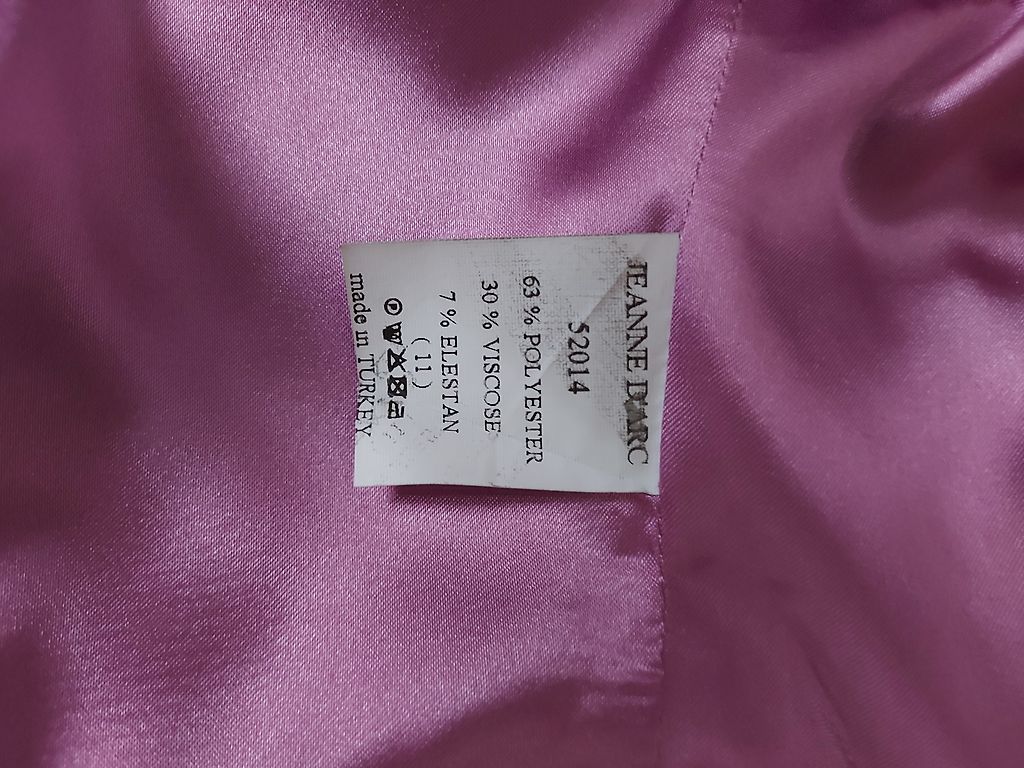 JEANNE D'ARC
52014
63 % POLYESTER
30 % VISCOSE
7 % ELESTAN
( 11 )
made in TURKEY